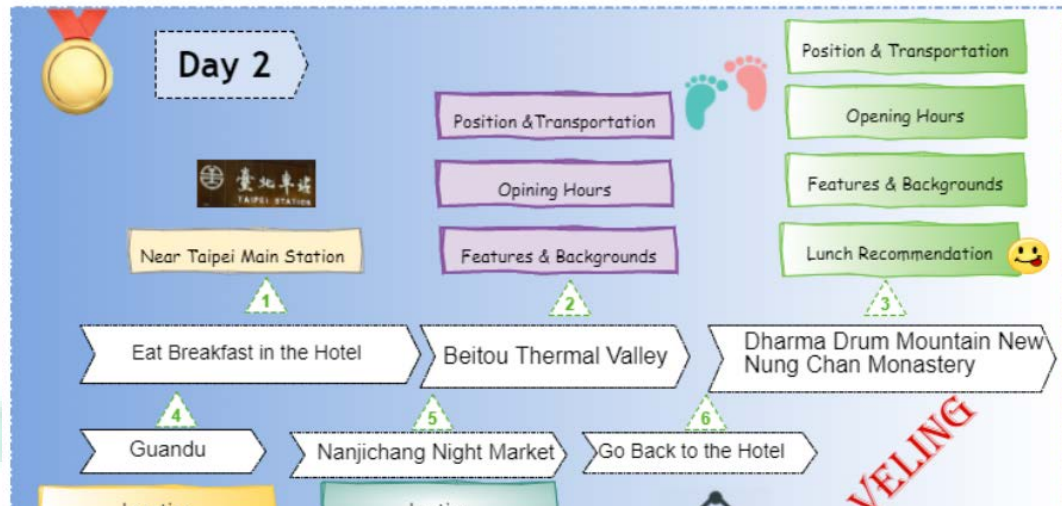 Day 2
Position & Transportation
Position &Transportation
Opening Hours
臺北車站
TAIPEI STATION
Opining Hours
Features & Backgrounds
Near Taipei Main Station
Features & Backgrounds
Lunch Recommendation
1
2
3
Eat Breakfast in the Hotel
Beitou Thermal Valley
Dharma Drum Mountain New
Nung Chan Monastery
4
5
6
Guandu
Nanjichang Night Market
Go Back to the Hotel
VELING